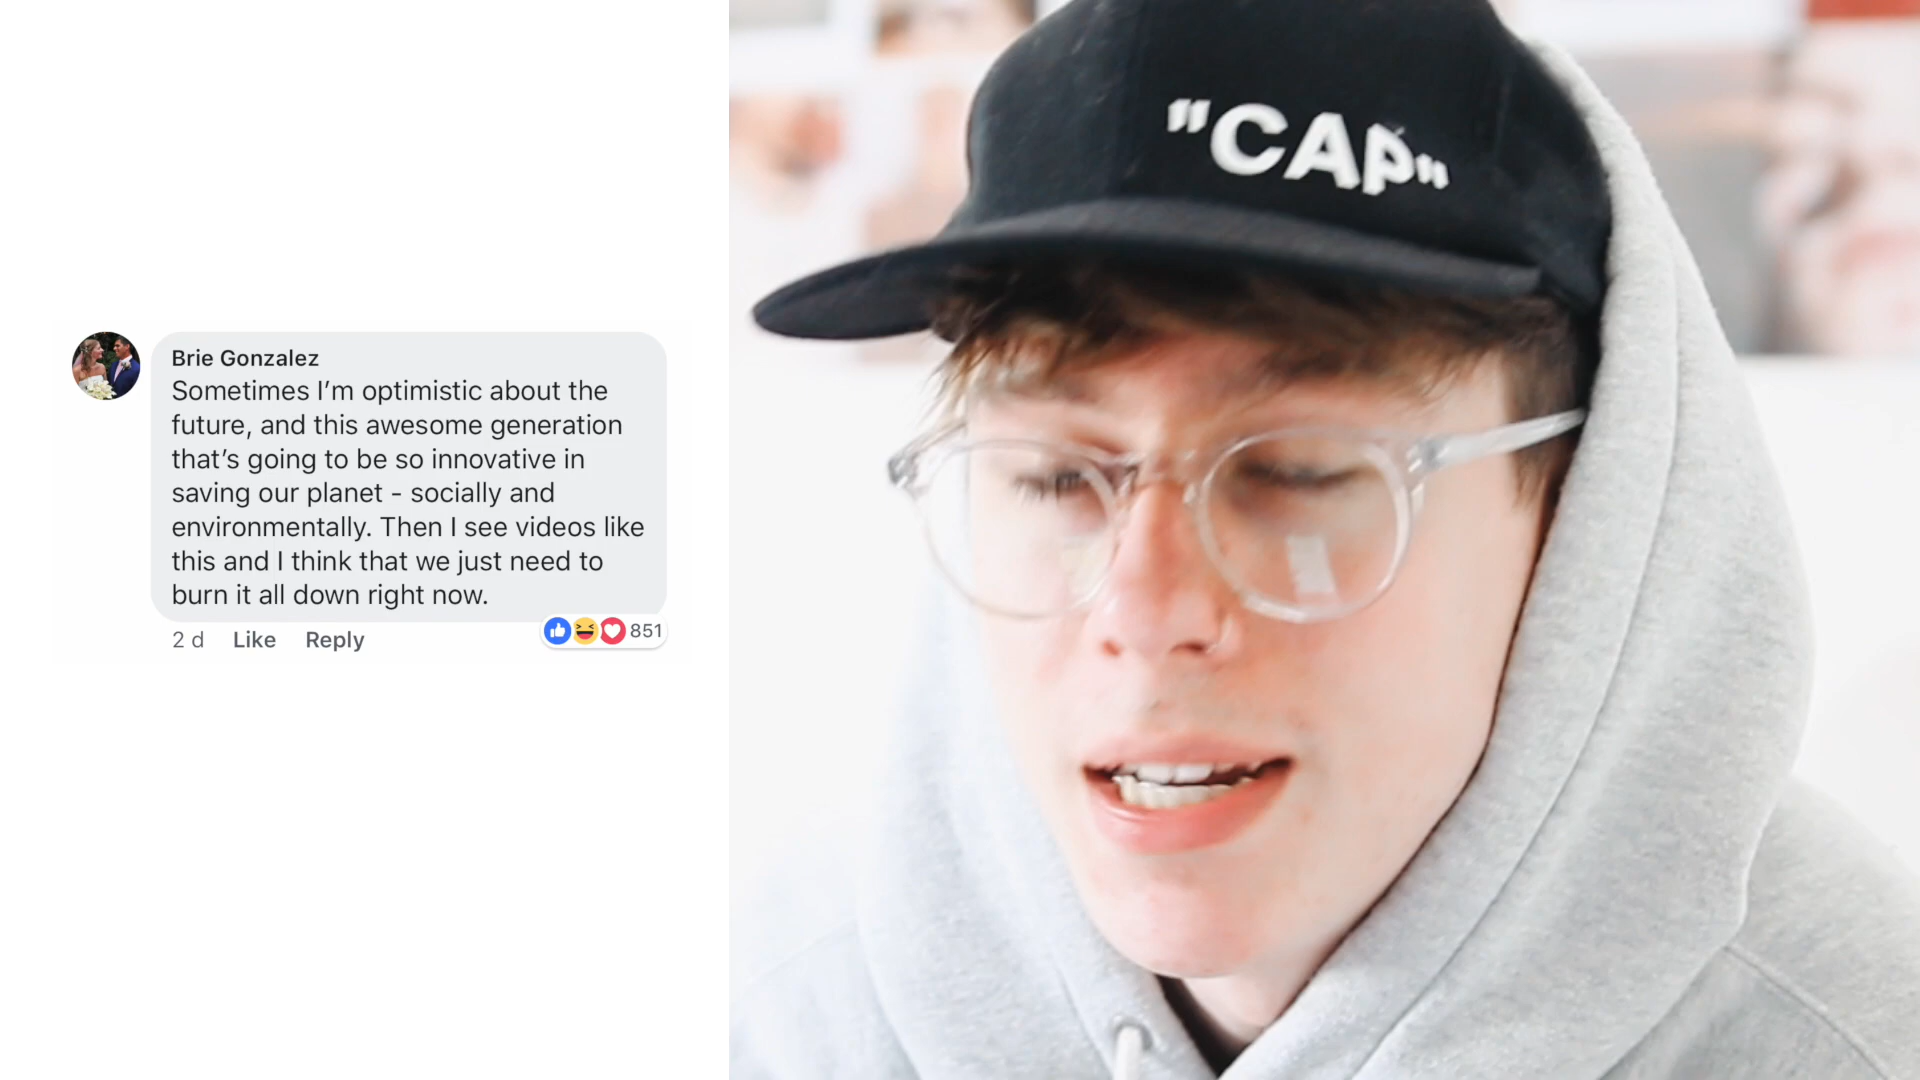 Brie Gonzalez
Sometimes I’m optimistic about the
future, and this awesome generation
that’s going to be so innovative in
saving our planet - socially and
environmentally. Then I see videos like
this and I think that we just need to
burn it all down right now.
2 d Like Reply 851
"CAP"